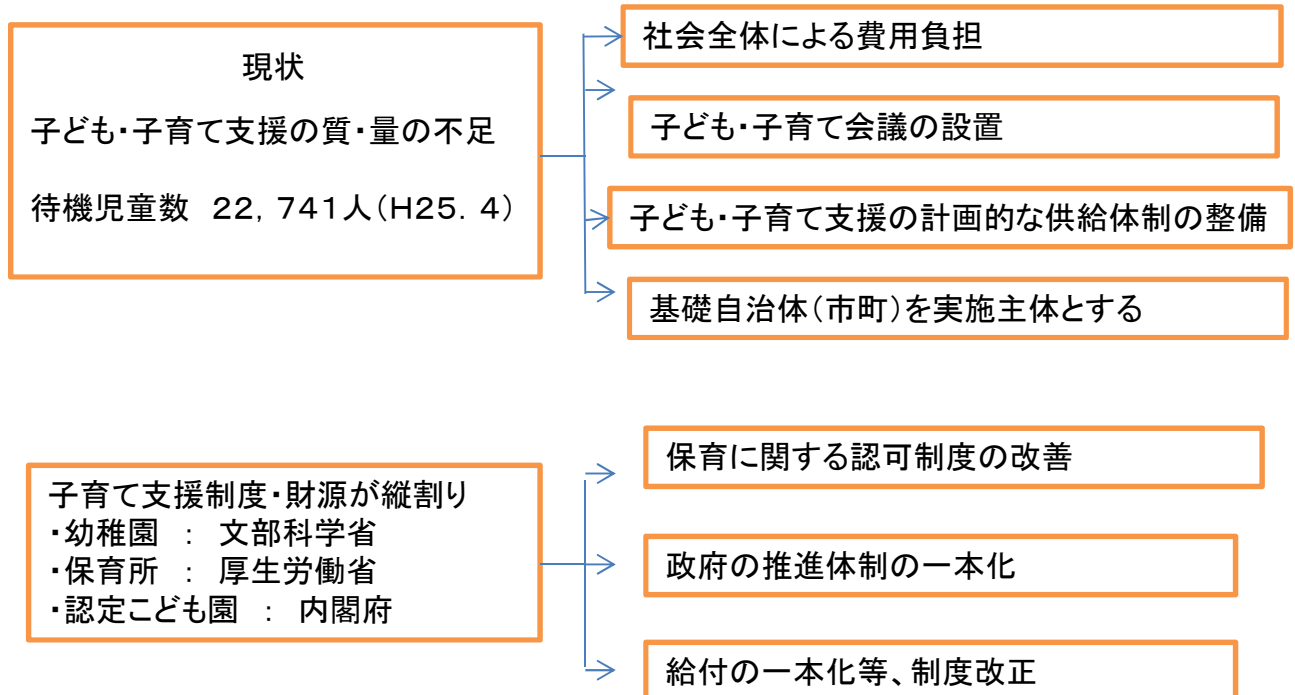 現状
子ども・子育て支援の質・量の不足
待機児童数　２２，７４１人（Ｈ２５．４）
社会全体による費用負担
子ども・子育て会議の設置
子ども・子育て支援の計画的な供給体制の整備
基礎自治体（市町）を実施主体とする
子育て支援制度・財源が縦割り
・幼稚園　：　文部科学省
・保育所　：　厚生労働省
・認定こども園　：　内閣府
保育に関する認可制度の改善
政府の推進体制の一本化
給付の一本化等、制度改正